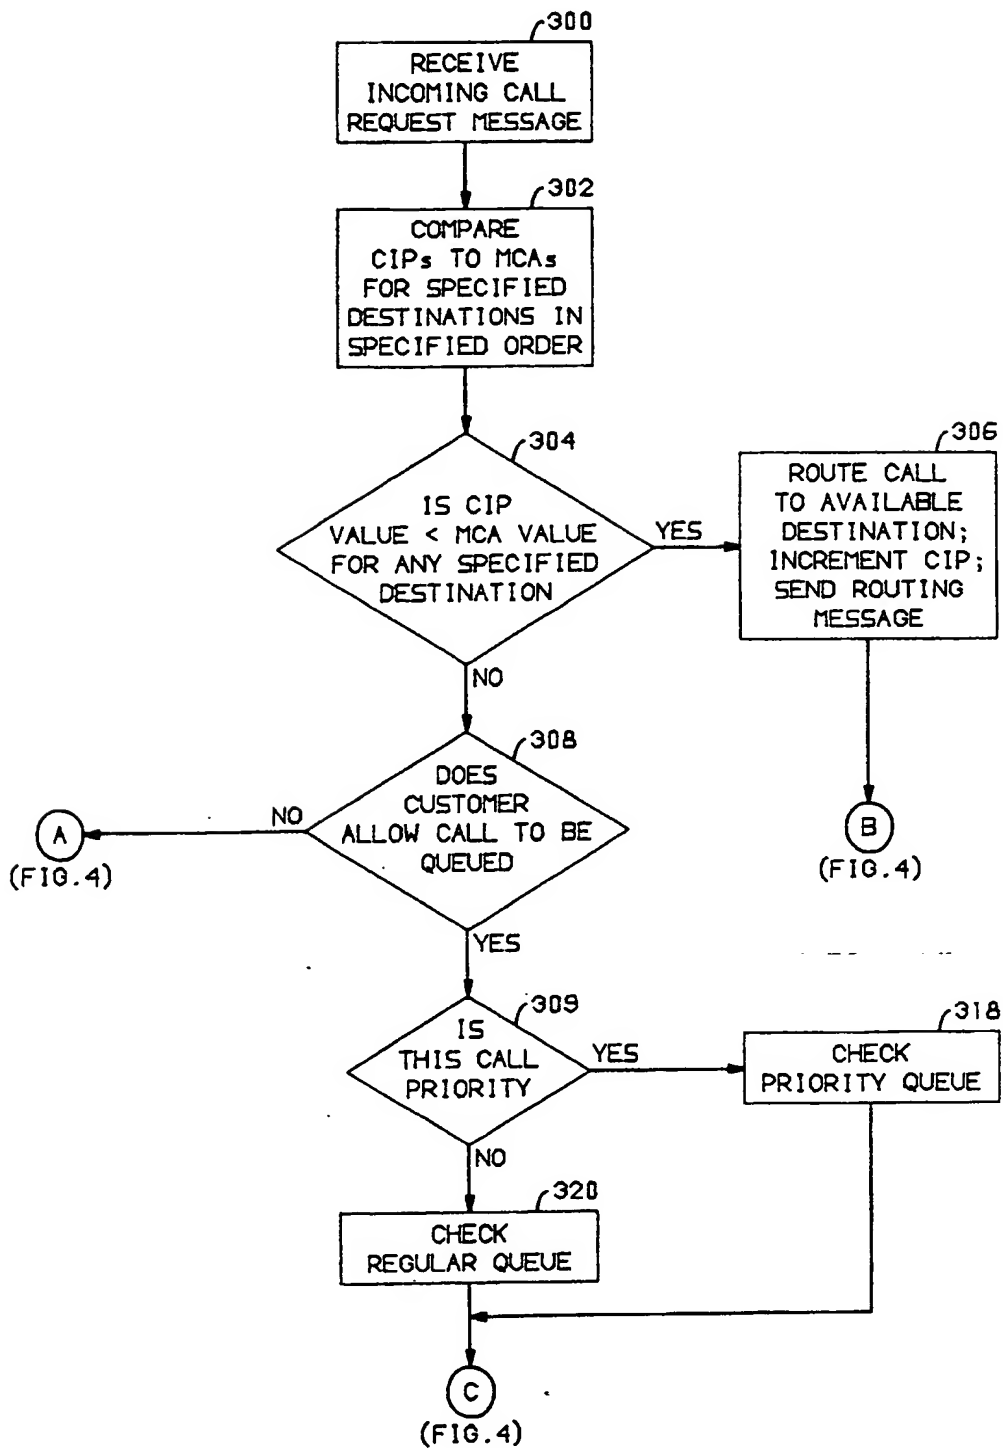 300
RECEIVE
INCOMING CALL
REQUEST MESSAGE
302
COMPARE
CIPs TO MCAs
FOR SPECIFIED
DESTINATIONS IN
SPECIFIED ORDER
304
IS CIP
VALUE < MCA VALUE
FOR ANY SPECIFIED
DESTINATION
YES
306
ROUTE CALL
TO AVAILABLE
DESTINATION;
INCREMENT CIP;
SEND ROUTING
MESSAGE
NO
308
DOES
CUSTOMER
ALLOW CALL TO BE
QUEUED
NO
A
(FIG.4)
B
(FIG.4)
YES
309
IS
THIS CALL
PRIORITY
YES
318
CHECK
PRIORITY QUEUE
NO
320
CHECK
REGULAR QUEUE
C
(FIG.4)